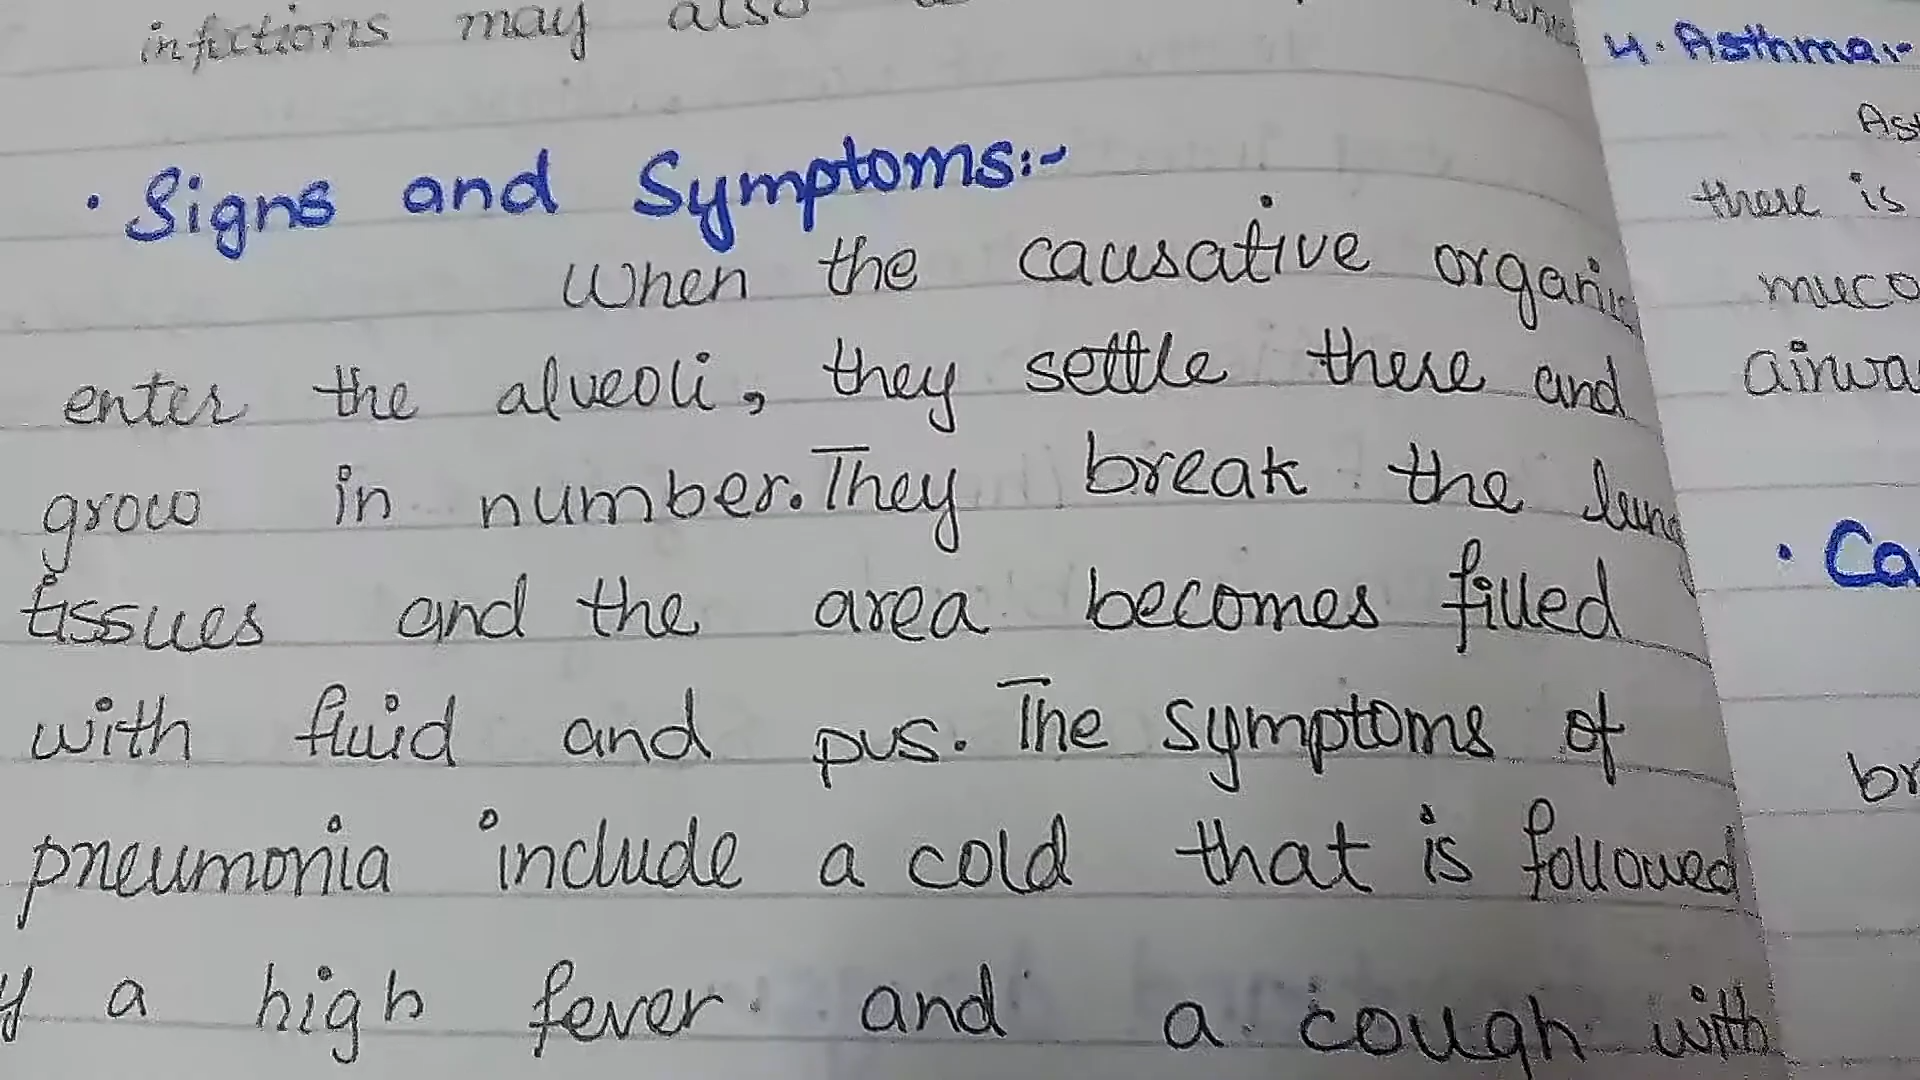 infections may also
• Signs and Symptoms:-
When the causative organi
enter the alveoli, they settle there and
grow in number. They break the lung
tissues and the area becomes filled
with fluid and pus. The symptoms of
pneumonia include a cold that is followed
y a high fever and a cough with
4. Asthma:-
Ast
there is
muco
airwa
• Ca
br